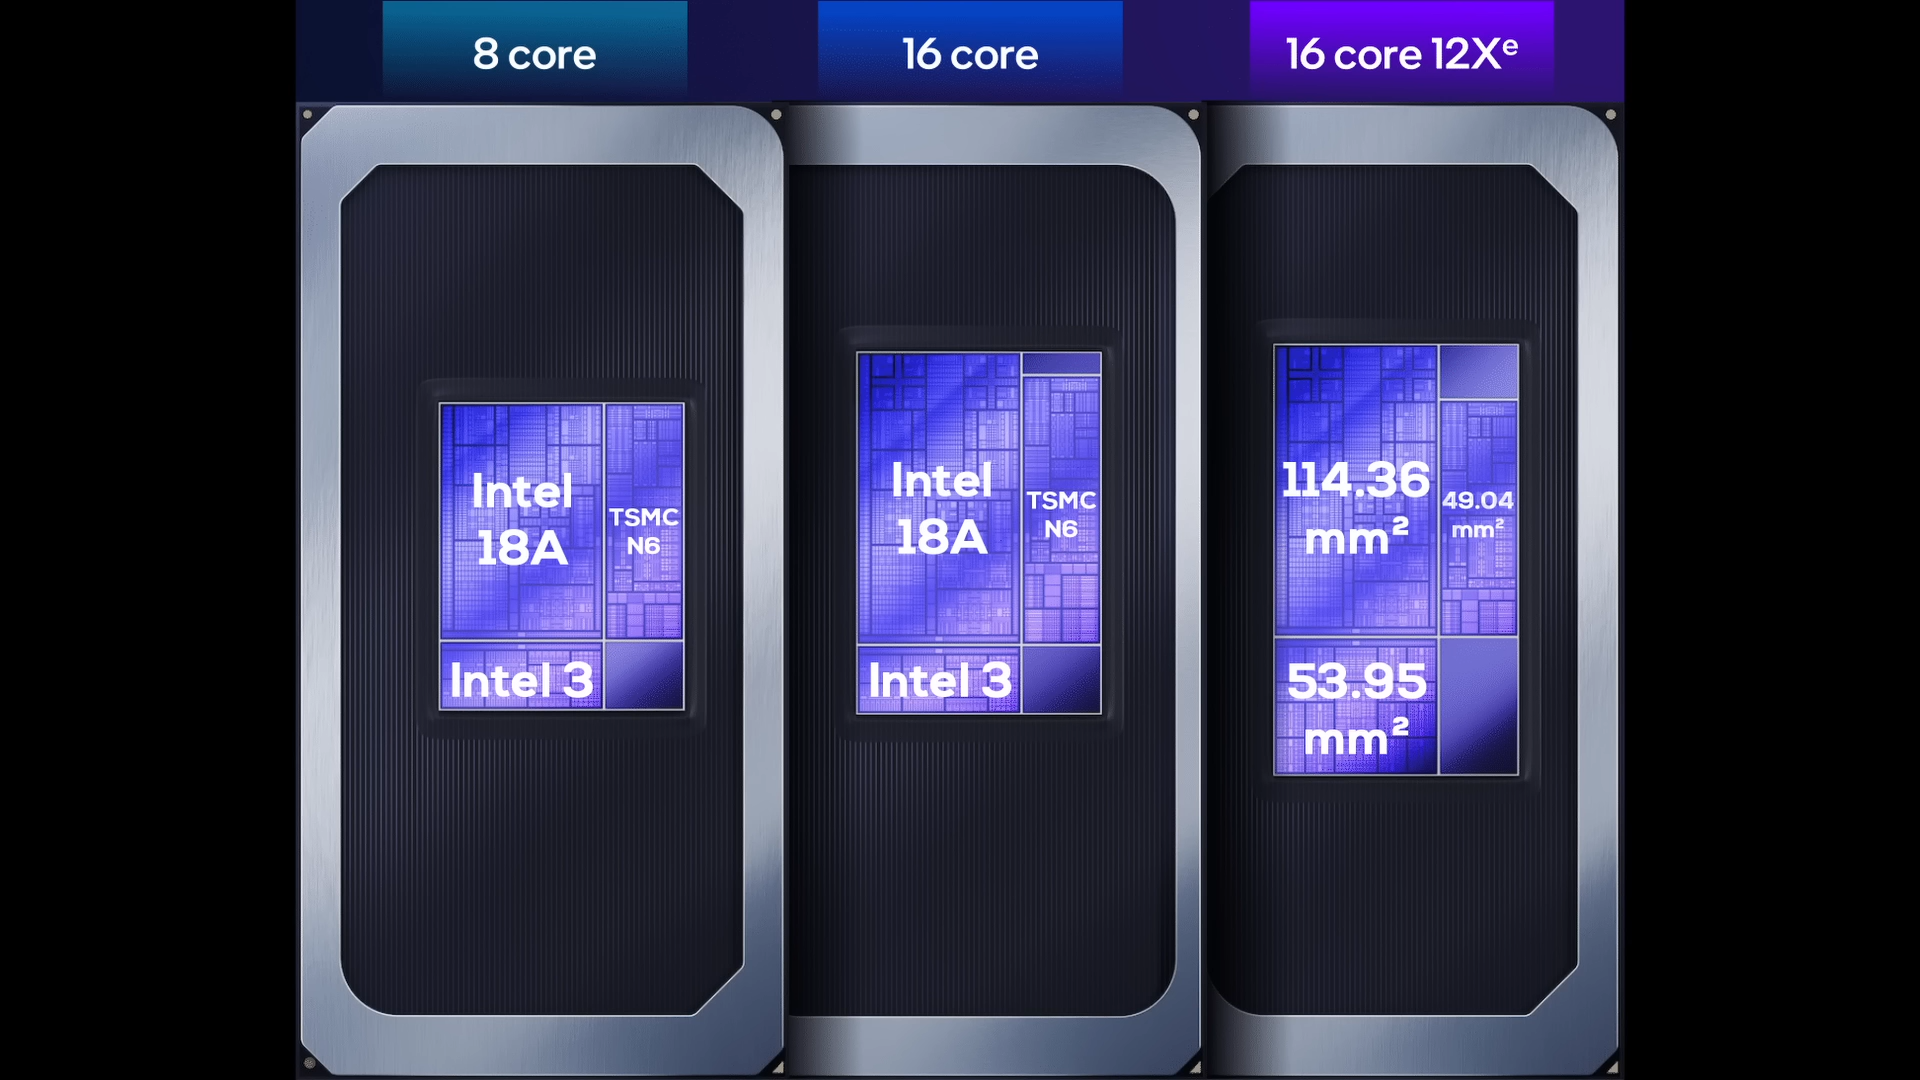 8 core
16 core
16 core 12Xᵉ
Intel
18A
TSMC
N6
Intel 3
Intel
18A
TSMC
N6
Intel 3
114.36
mm²
49.04
mm²
53.95
mm²